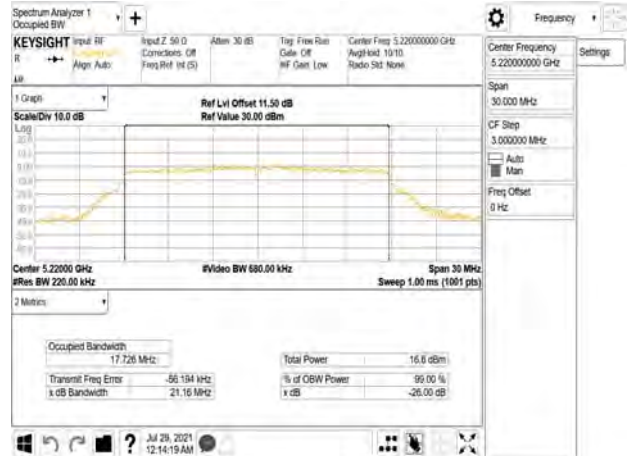 Spectrum Analyzer 1
Occupied BW
KEYSIGHT
Input: RF
Input Z: 50 Ω
Atten: 30 dB
Trig: Free Run
Center Freq: 5.220000000 GHz
Corrections: Off
Gate: Off
Avg|Hold: 10/10
R
Align: Auto
Freq Ref: Int (S)
#IF Gain: Low
Radio Std: None
1 Graph
Ref Lvl Offset 11.50 dB
Scale/Div 10.0 dB
Ref Value 30.00 dBm
Log
Center 5.22000 GHz
#Video BW 680.00 kHz
Span 30 MHz
#Res BW 220.00 kHz
Sweep 1.00 ms (1001 pts)
2 Metrics
Occupied Bandwidth
17.726 MHz
Total Power
16.6 dBm
Transmit Freq Error
-56.194 kHz
% of OBW Power
99.00 %
x dB Bandwidth
21.16 MHz
x dB
-26.00 dB
Jul 29, 2021
12:14:19 AM
Frequency
Center Frequency
5.220000000 GHz
Settings
Span
30.000 MHz
CF Step
3.000000 MHz
Auto
Man
Freq Offset
0 Hz